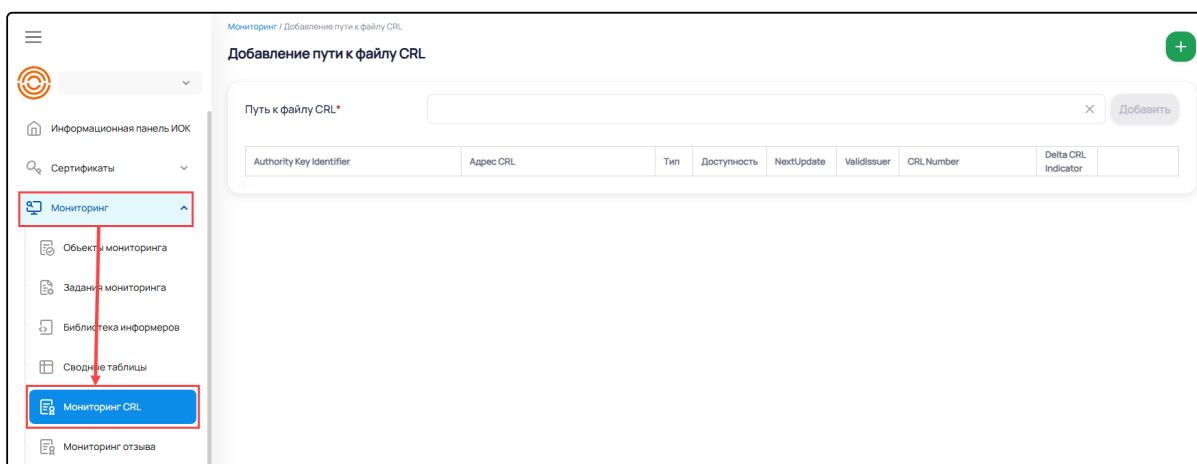 Мониторинг / Добавление пути к файлу CRL
Добавление пути к файлу CRL
+
Информационная панель ИОК
Сертификаты
Мониторинг
Объекты мониторинга
Задания мониторинга
Библиотека информеров
Сводные таблицы
Мониторинг CRL
Мониторинг отзыва
Путь к файлу CRL*
Добавить
Authority Key Identifier
Адрес CRL
Тип
Доступность
NextUpdate
ValidIssuer
CRL Number
Delta CRL
Indicator